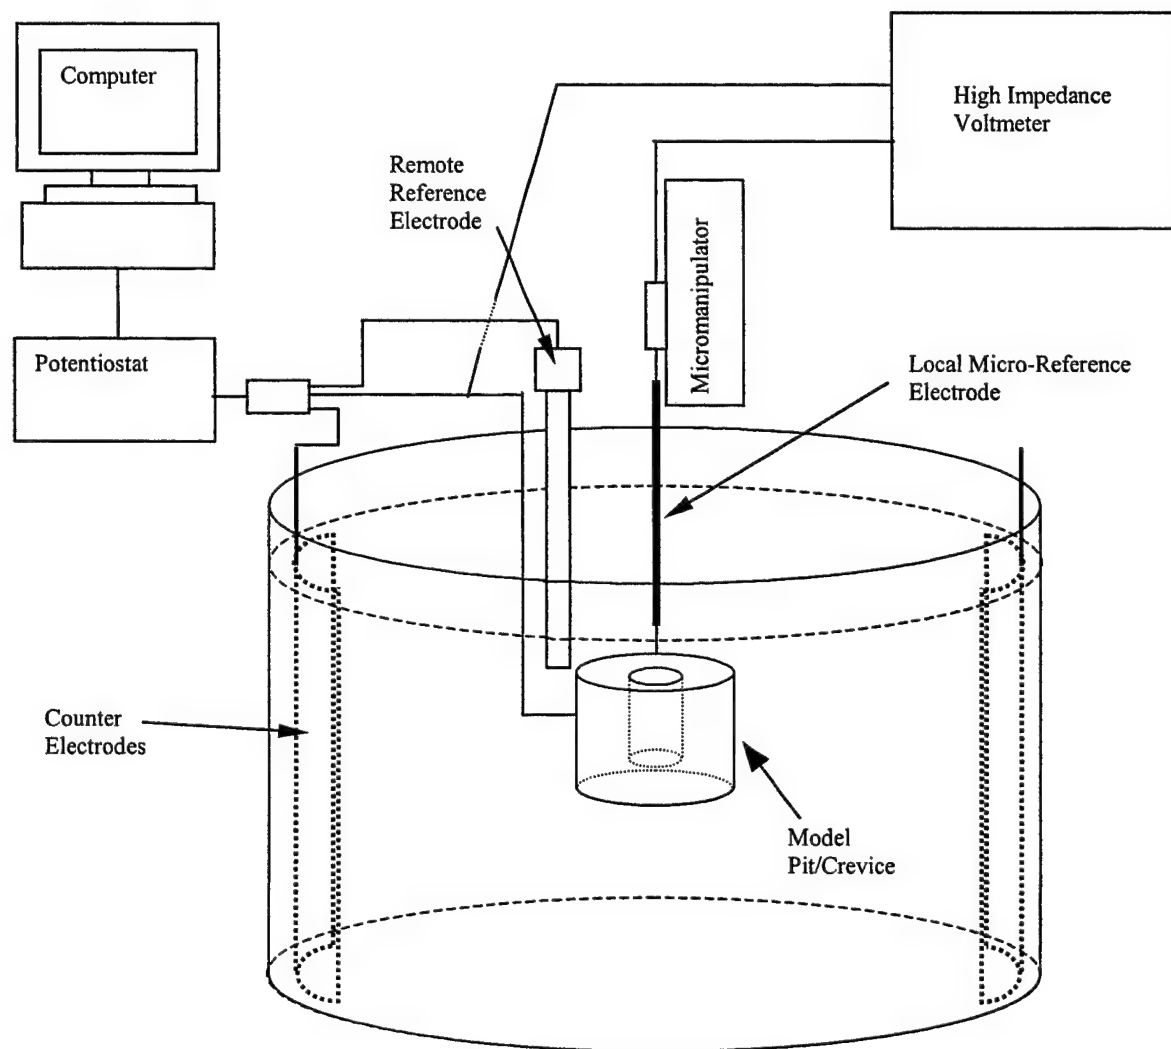 Computer
High Impedance
Voltmeter
Remote
Reference
Electrode
Micromanipulator
Potentiostat
Local Micro-Reference
Electrode
Counter
Electrodes
Model
Pit/Crevice